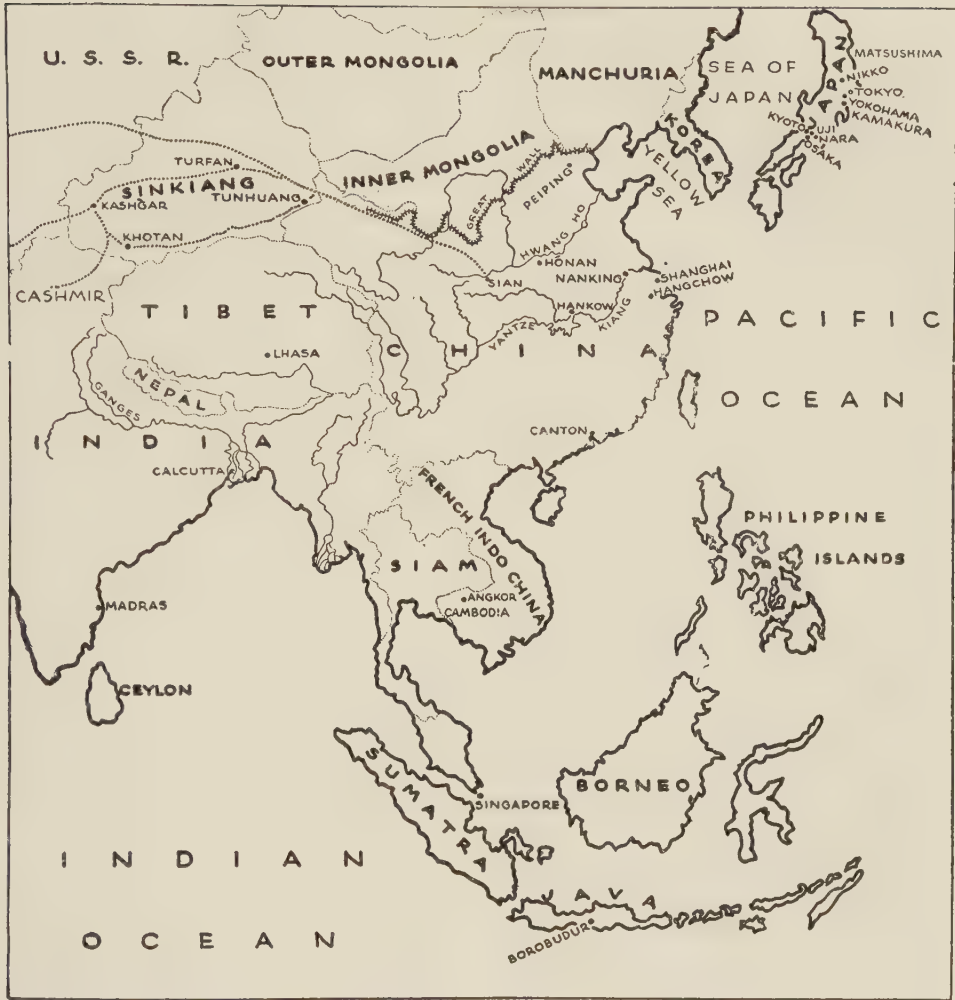 U. S. S. R.
OUTER MONGOLIA
MANCHURIA
SEA OF
JAPAN
JAPAN
MATSUSHIMA
NIKKO
TOKYO.
YOKOHAMA
KAMAKURA
KYOTO
UJI
NARA
OSAKA
KOREA
YELLOW
SEA
INNER MONGOLIA
GREAT
WALL
PEIPING
TURFAN
SINKIANG
TUNHUANG
KASHGAR
KHOTAN
CASHMIR
HWANG HO
HONAN
NANKING
SIAN
SHANGHAI
HANGCHOW
HANKOW
YANTZE
KIANG
TIBET
LHASA
CHINA
PACIFIC
OCEAN
NEPAL
GANGES
INDIA
CALCUTTA
CANTON
FRENCH INDO CHINA
SIAM
ANGKOR
CAMBODIA
PHILIPPINE
ISLANDS
MADRAS
CEYLON
SUMATRA
SINGAPORE
BORNEO
INDIAN
OCEAN
JAVA
BOROBUDUR